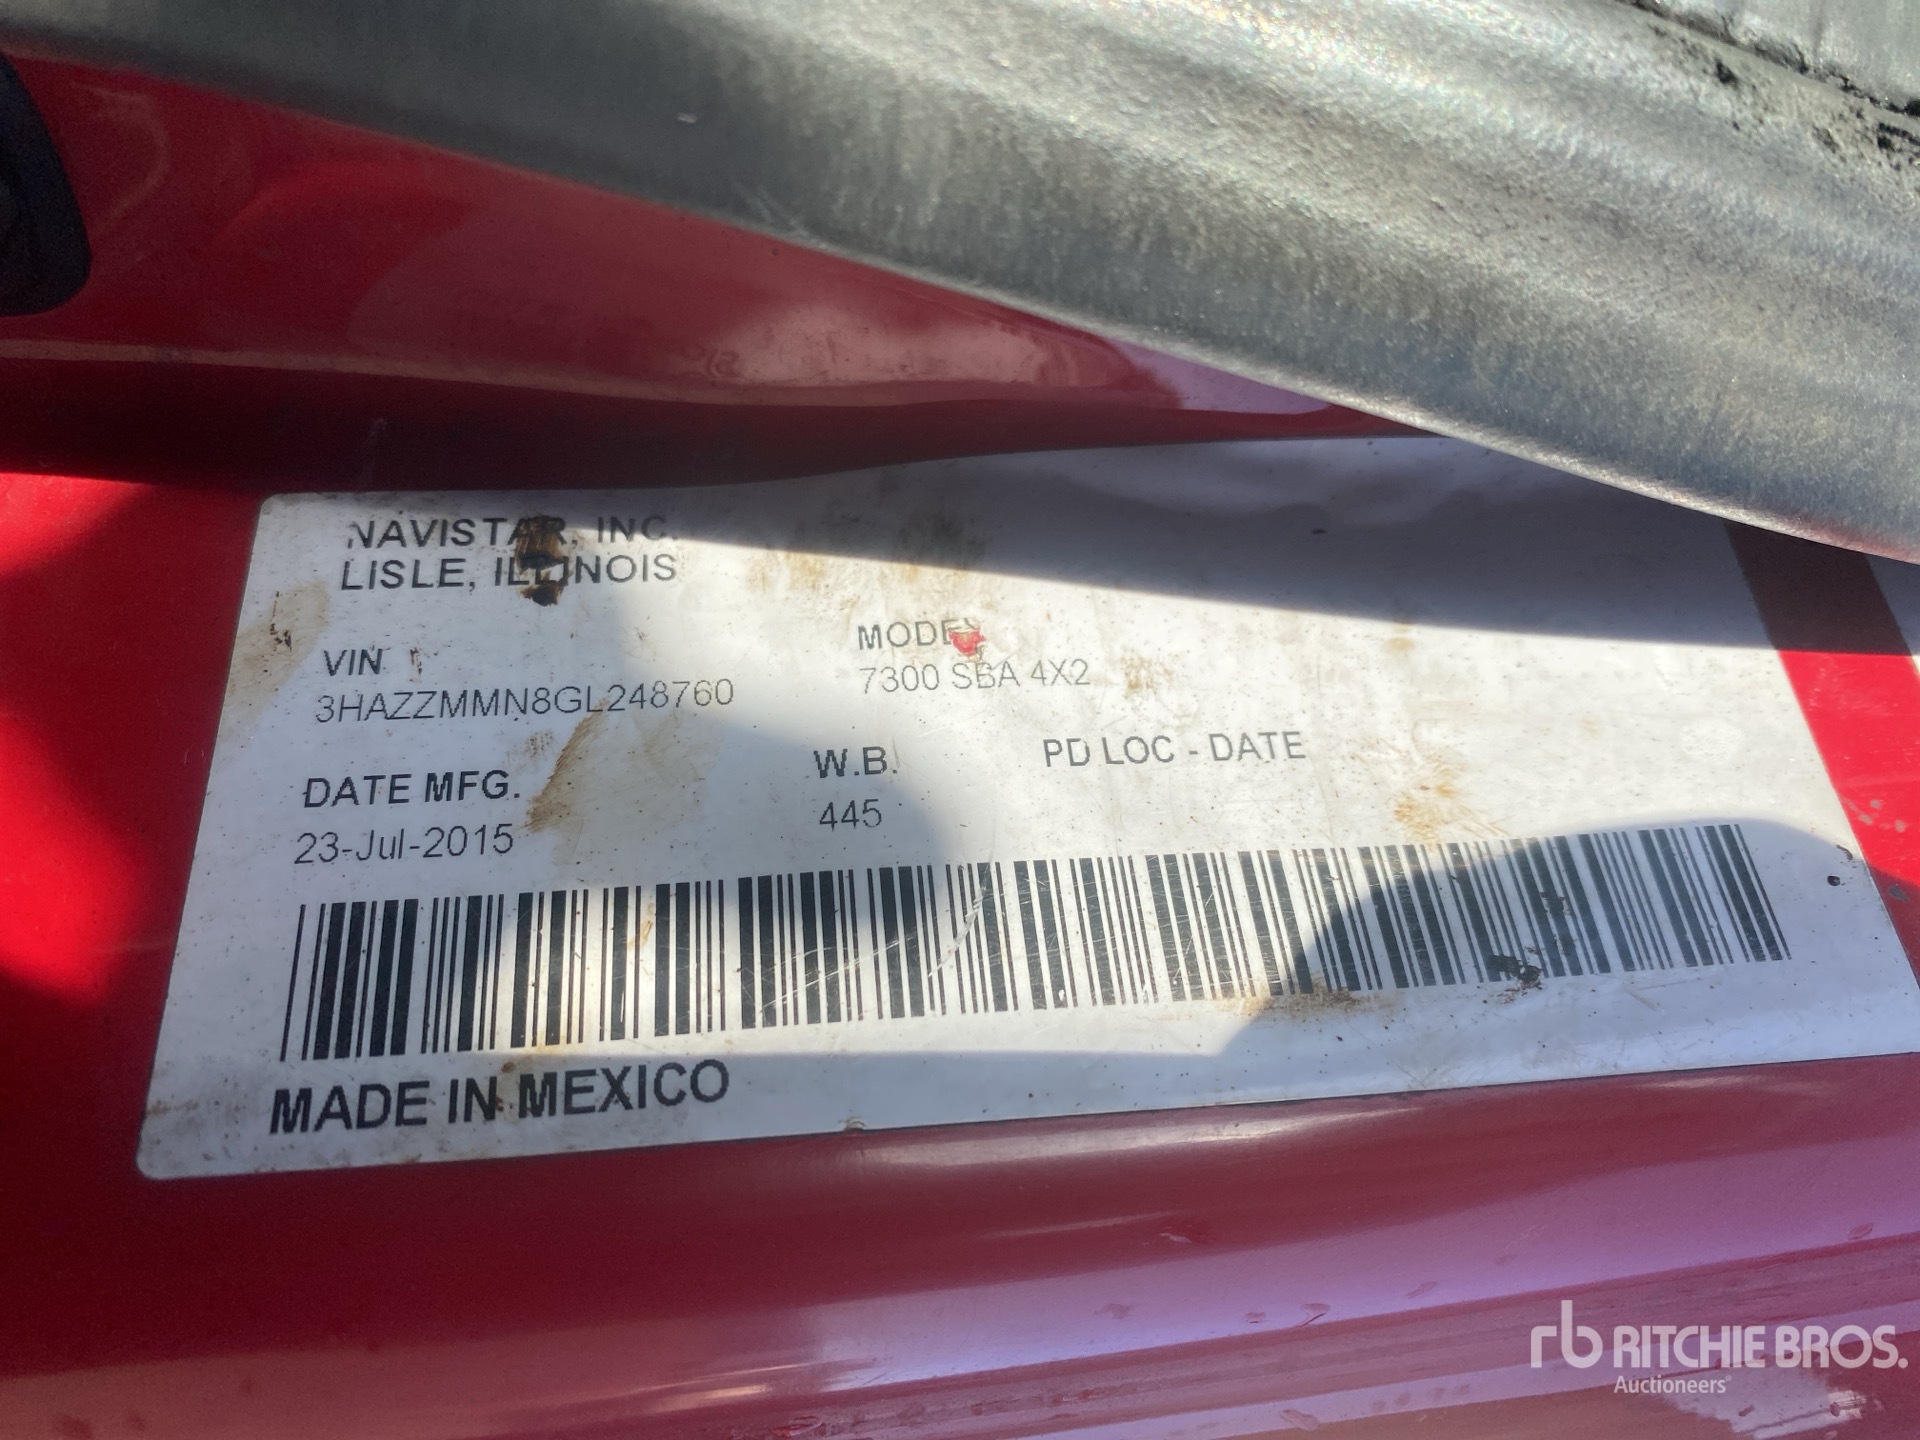 NAVISTAR, INC.
LISLE, ILLINOIS
VIN
3HAZZMMN8GL248760
MODEL
7300 SBA 4X2
DATE MFG.
23-Jul-2015
W.B.
445
PD LOC - DATE
MADE IN MEXICO
rb RITCHIE BROS.
Auctioneers